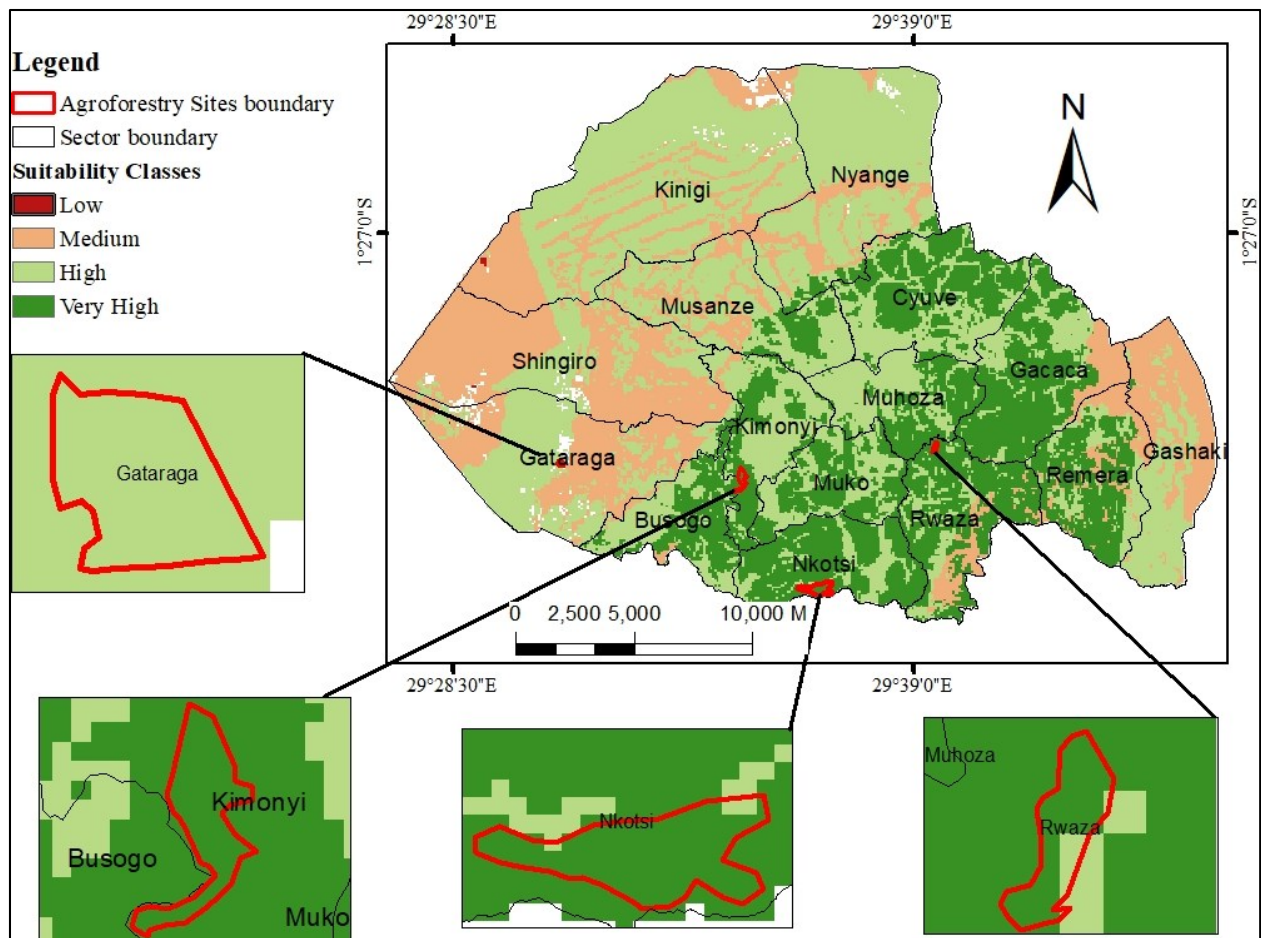 29°28'30"E
29°39'0"E
Legend
Agroforestry Sites boundary
Sector boundary
Suitability Classes
Low
Medium
High
Very High
N
1°27'0"S
1°27'0"S
Kinigi
Nyange
Musanze
Cyuve
Shingiro
Gacaca
Muhoza
Kimonyi
Gataraga
Gashaki
Remera
Muko
Busogo
Rwaza
Nkotsi
0 2,500 5,000 10,000 M
29°28'30"E
29°39'0"E
Gataraga
Kimonyi
Busogo
Muko
Nkotsi
Muhoza
Rwaza